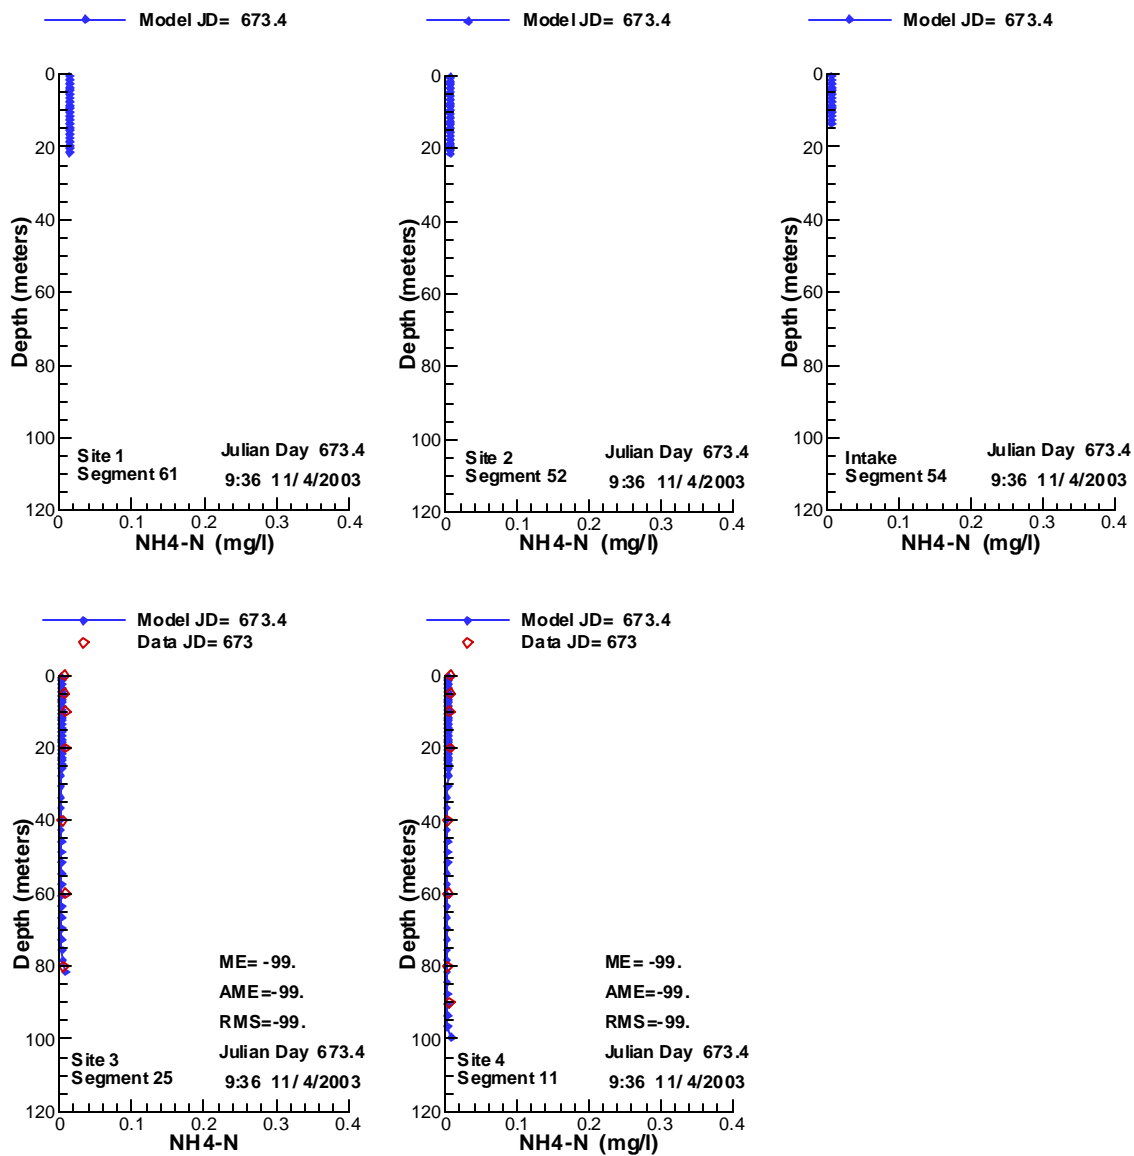 Model JD= 673.4
0
20
40
60
80
100
120
Depth (meters)
Site 1
Segment 61
Julian Day 673.4
9:36 11/ 4/2003
0 0.1 0.2 0.3 0.4
NH4-N (mg/l)
Model JD= 673.4
0
20
40
60
80
100
120
Depth (meters)
Site 2
Segment 52
Julian Day 673.4
9:36 11/ 4/2003
0 0.1 0.2 0.3 0.4
NH4-N (mg/l)
Model JD= 673.4
0
20
40
60
80
100
120
Depth (meters)
Intake
Segment 54
Julian Day 673.4
9:36 11/ 4/2003
0 0.1 0.2 0.3 0.4
NH4-N (mg/l)
Model JD= 673.4
Data JD= 673
0
20
40
60
80
100
120
Depth (meters)
ME= -99.
AME=-99.
RMS=-99.
Site 3
Segment 25
Julian Day 673.4
9:36 11/ 4/2003
0 0.1 0.2 0.3 0.4
NH4-N
Model JD= 673.4
Data JD= 673
0
20
40
60
80
100
120
Depth (meters)
ME= -99.
AME=-99.
RMS=-99.
Site 4
Segment 11
Julian Day 673.4
9:36 11/ 4/2003
0 0.1 0.2 0.3 0.4
NH4-N (mg/l)